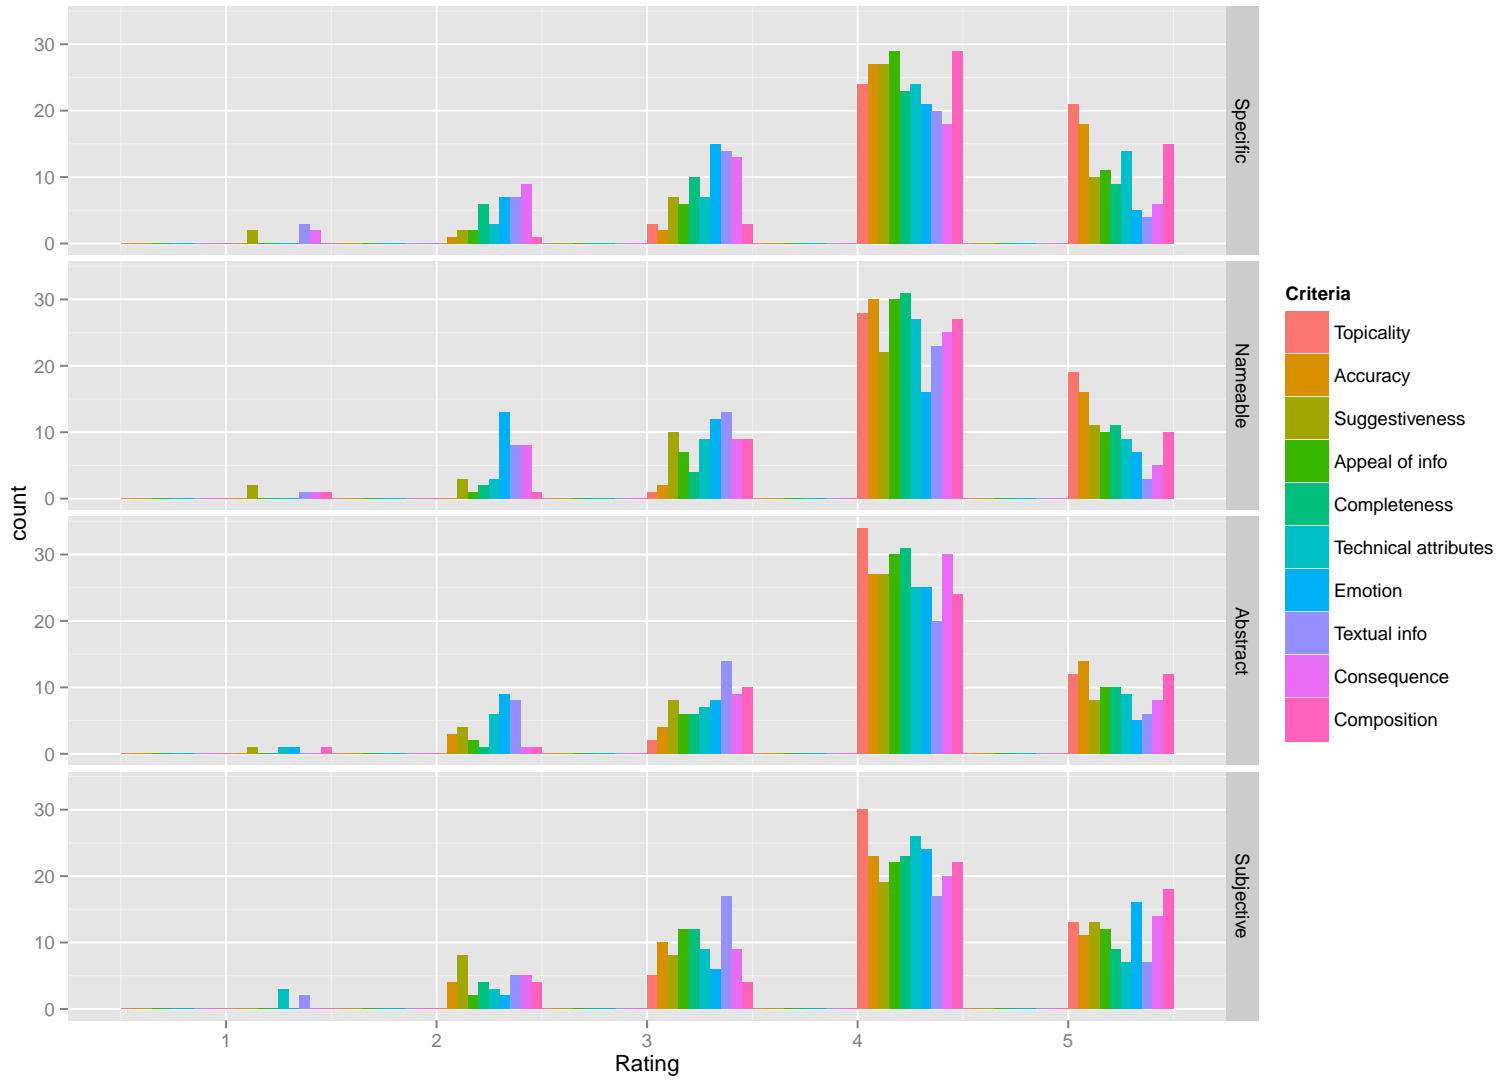 30
20
10
0
Specific
30
20
10
0
Nameable
30
20
10
0
Abstract
30
20
10
0
Subjective
count
1 2 3 4 5
Rating
Criteria
Topicality
Accuracy
Suggestiveness
Appeal of info
Completeness
Technical attributes
Emotion
Textual info
Consequence
Composition